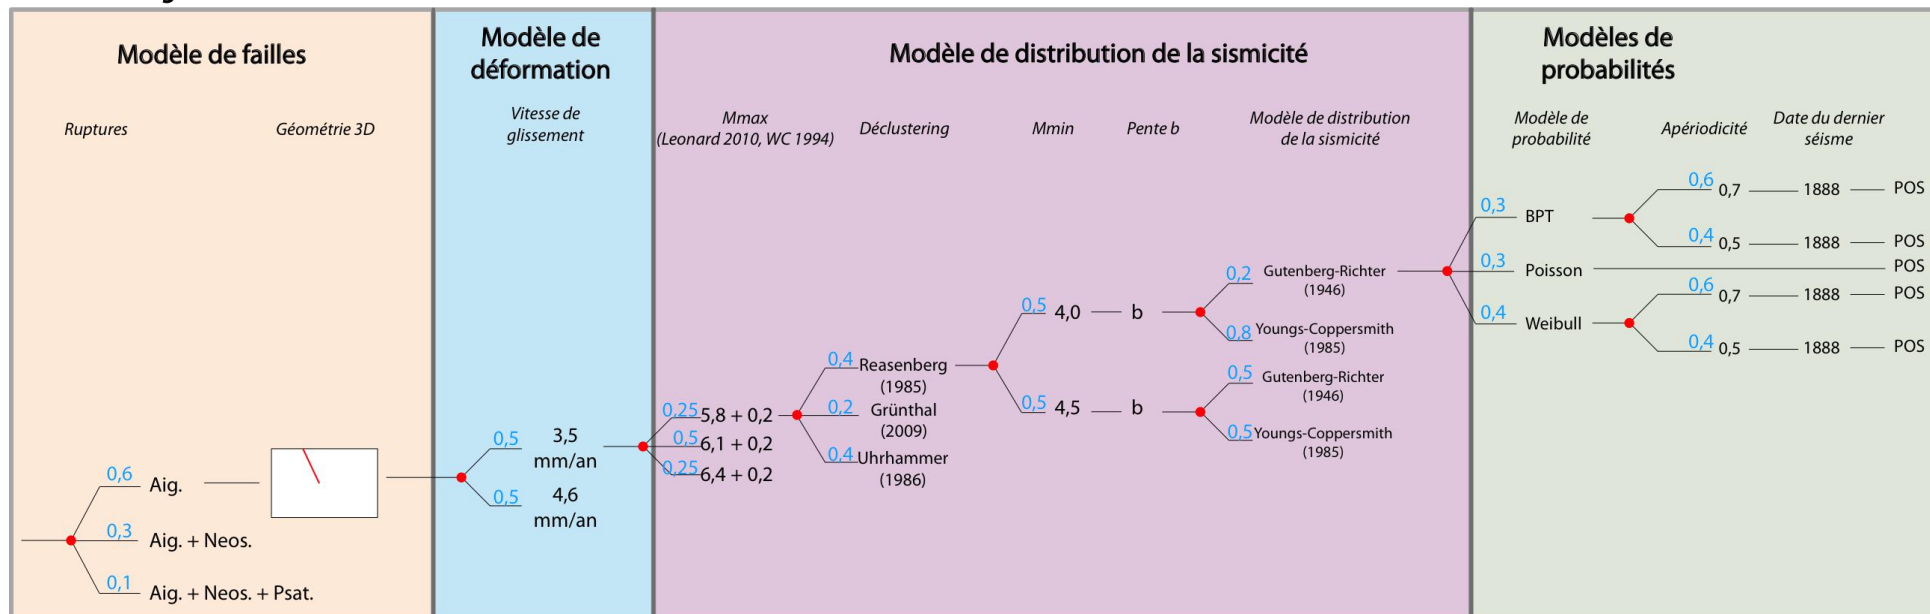 Modèle de failles
Ruptures
Géométrie 3D
0,6 Aig.
0,3 Aig. + Neos.
0,1 Aig. + Neos. + Psat.
Modèle de
déformation
Vitesse de
glissement
0,5 3,5
mm/an
0,5 4,6
mm/an
Modèle de distribution de la sismicité
Mmax
(Leonard 2010, WC 1994)
0,25 5,8 + 0,2
0,5 6,1 + 0,2
0,25 6,4 + 0,2
Déclustering
0,4 Reasenberg
(1985)
0,2 Grünthal
(2009)
0,4 Uhrhammer
(1986)
Mmin
0,5 4,0
0,5 4,5
Pente b
b
b
Modèle de distribution
de la sismicité
0,2 Gutenberg-Richter
(1946)
0,8 Youngs-Coppersmith
(1985)
0,5 Gutenberg-Richter
(1946)
0,5 Youngs-Coppersmith
(1985)
Modèles de
probabilités
Modèle de
probabilité
0,3 BPT
0,3 Poisson
0,4 Weibull
Apériodicité
Date du dernier
séisme
0,6 0,7 1888 POS
0,4 0,5 1888 POS
POS
0,6 0,7 1888 POS
0,4 0,5 1888 POS